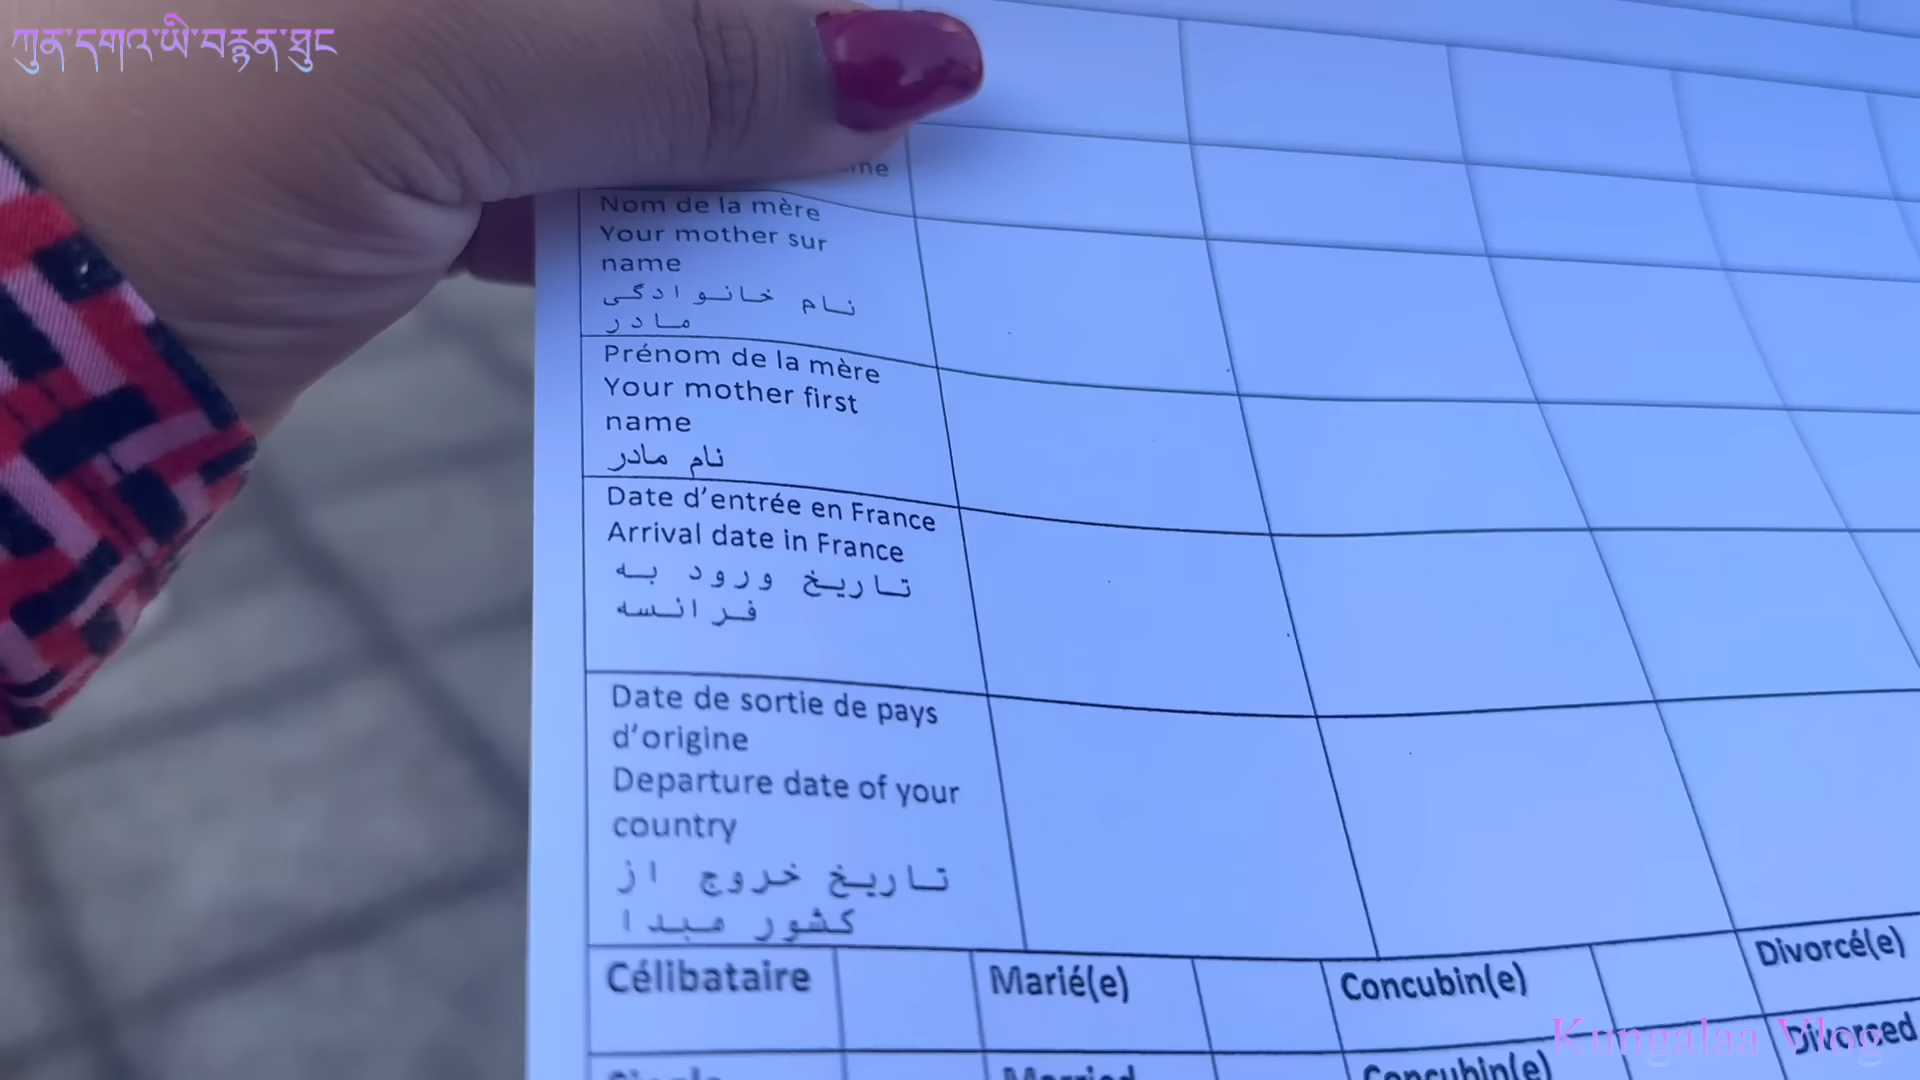 ཀུན་དགའ་ཡི་བརྙན་ཐུང
Nom de la mère
Your mother sur
name
نام خانوادگی
مادر
Prénom de la mère
Your mother first
name
نام مادر
Date d’entrée en France
Arrival date in France
تاریخ ورود به
فرانسه
Date de sortie de pays
d’origine
Departure date of your
country
تاریخ خروج از
کشور مبدا
Célibataire Marié(e) Concubin(e) Divorcé(e)
Married Concubin(e) Divorced
Kungalaa Vlog